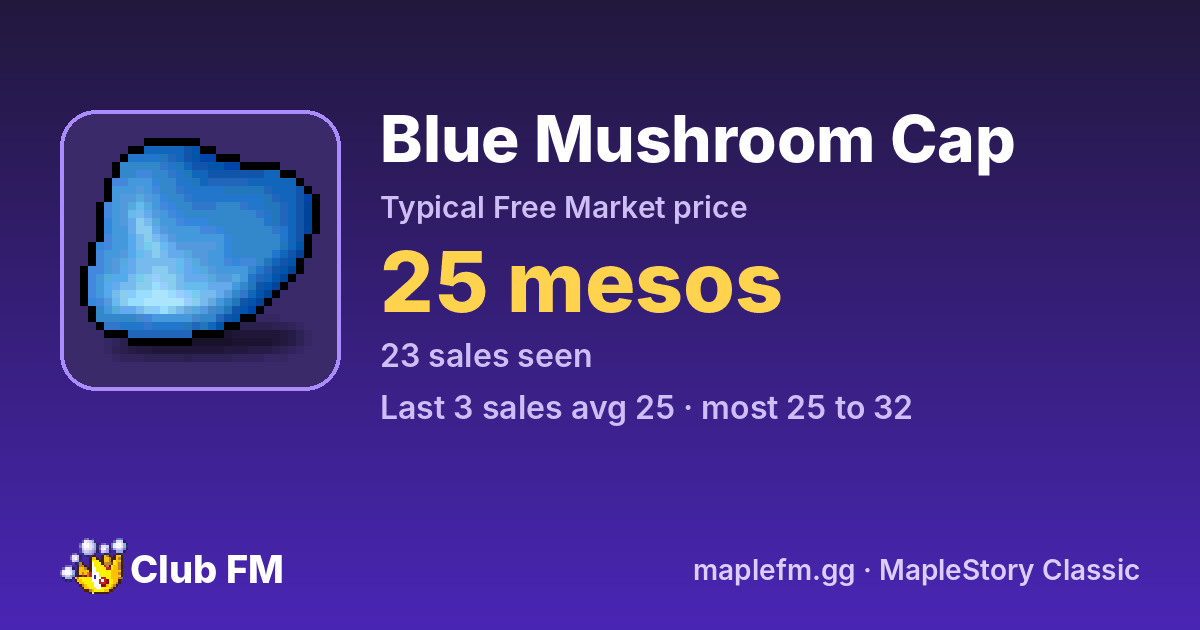 Blue Mushroom Cap
Typical Free Market price
25 mesos
23 sales seen
Last 3 sales avg 25 · most 25 to 32
Club FM
maplefm.gg · MapleStory Classic